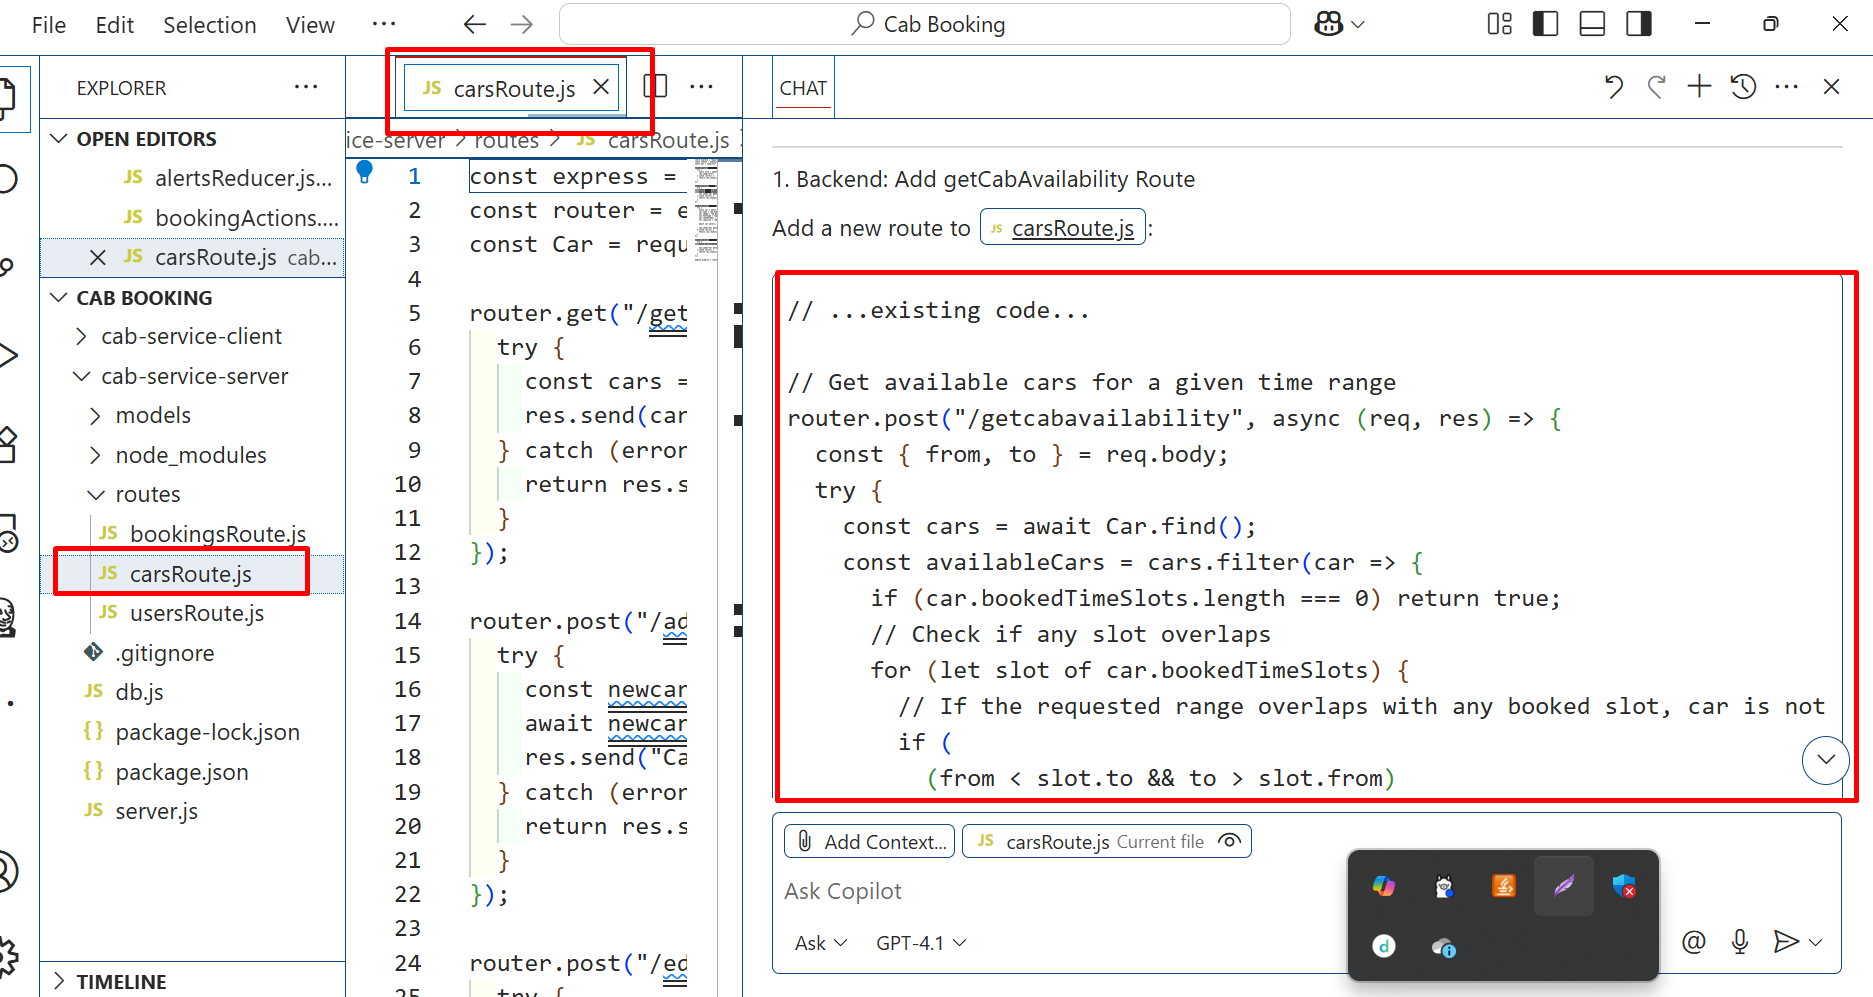 File Edit Selection View ··· Cab Booking
EXPLORER ···
OPEN EDITORS
JS alertsReducer.js...
JS bookingActions....
JS carsRoute.js cab...
CAB BOOKING
cab-service-client
cab-service-server
models
node_modules
routes
JS bookingsRoute.js
JS carsRoute.js
JS usersRoute.js
.gitignore
JS db.js
{} package-lock.json
{} package.json
JS server.js
TIMELINE
JS carsRoute.js
ice-server > routes > JS carsRoute.js
1 const express =
2 const router = e
3 const Car = requ
4
5 router.get("/get
6 try {
7 const cars =
8 res.send(car
9 } catch (error
10 return res.s
11 }
12 });
13
14 router.post("/ad
15 try {
16 const newcar
17 await newcar
18 res.send("Ca
19 } catch (error
20 return res.s
21 }
22 });
23
24 router.post("/ed
25 try {
CHAT
1. Backend: Add getCabAvailability Route
Add a new route to JS carsRoute.js :
// ...existing code...
// Get available cars for a given time range
router.post("/getcabavailability", async (req, res) => {
const { from, to } = req.body;
try {
const cars = await Car.find();
const availableCars = cars.filter(car => {
if (car.bookedTimeSlots.length === 0) return true;
// Check if any slot overlaps
for (let slot of car.bookedTimeSlots) {
// If the requested range overlaps with any booked slot, car is not
if (
(from < slot.to && to > slot.from)
Add Context... JS carsRoute.js Current file
Ask Copilot
Ask GPT-4.1 @